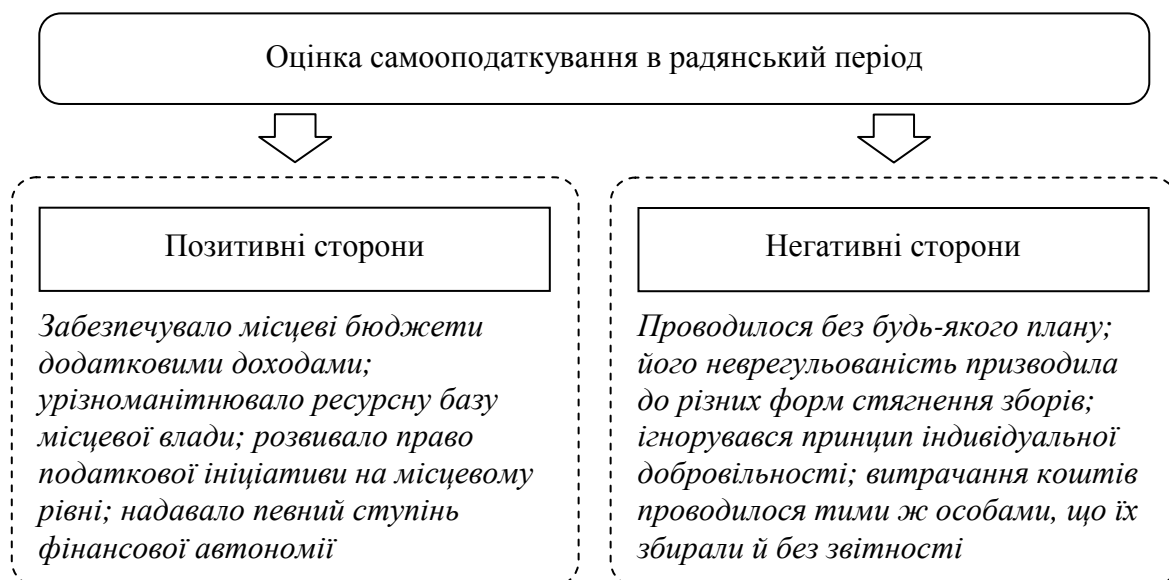 Оцінка самооподаткування в радянський період
Позитивні сторони
Забезпечувало місцеві бюджети
додатковими доходами;
урізноманітнювало ресурсну базу
місцевої влади; розвивало право
податкової ініціативи на місцевому
рівні; надавало певний ступінь
фінансової автономії
Негативні сторони
Проводилося без будь-якого плану;
його неврегульованість призводила
до різних форм стягнення зборів;
ігнорувався принцип індивідуальної
добровільності; витрачання коштів
проводилося тими ж особами, що їх
збирали й без звітності